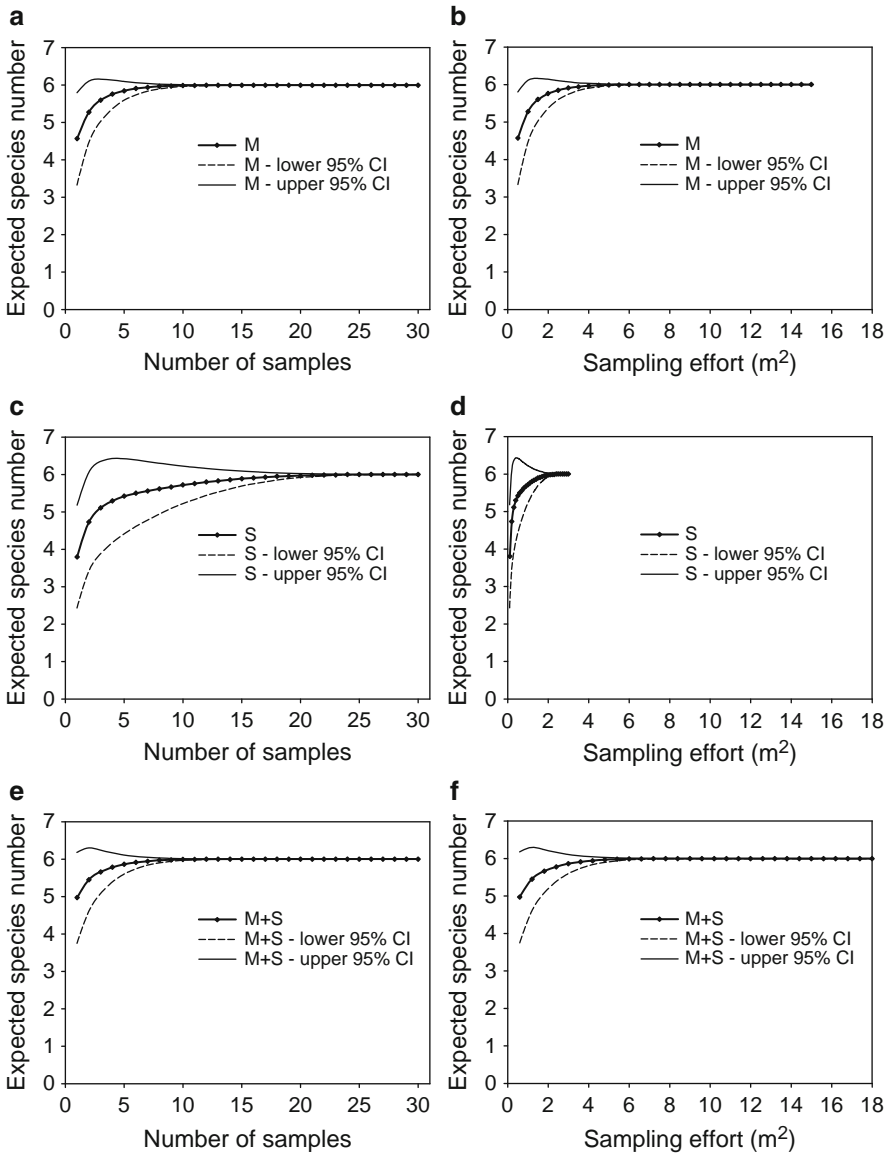 a
7
6
5
4
3
2
1
0
Expected species number
M
M - lower 95% CI
M - upper 95% CI
0 5 10 15 20 25 30
Number of samples
b
7
6
5
4
3
2
1
0
Expected species number
M
M - lower 95% CI
M - upper 95% CI
0 2 4 6 8 10 12 14 16 18
Sampling effort (m²)
c
7
6
5
4
3
2
1
0
Expected species number
S
S - lower 95% CI
S - upper 95% CI
0 5 10 15 20 25 30
Number of samples
d
7
6
5
4
3
2
1
0
Expected species number
S
S - lower 95% CI
S - upper 95% CI
0 2 4 6 8 10 12 14 16 18
Sampling effort (m²)
e
7
6
5
4
3
2
1
0
Expected species number
M+S
M+S - lower 95% CI
M+S - upper 95% CI
0 5 10 15 20 25 30
Number of samples
f
7
6
5
4
3
2
1
0
Expected species number
M+S
M+S - lower 95% CI
M+S - upper 95% CI
0 2 4 6 8 10 12 14 16 18
Sampling effort (m²)